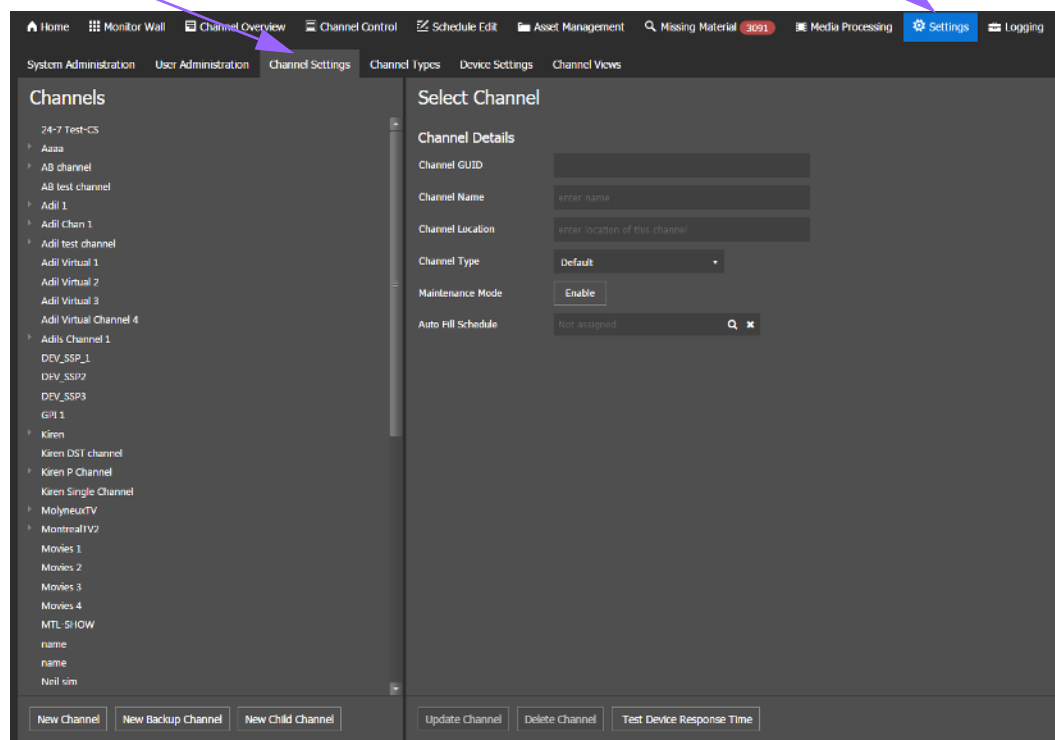 Home Monitor Wall Channel Overview Channel Control Schedule Edit Asset Management Missing Material 3091 Media Processing Settings Logging
System Administration User Administration Channel Settings Channel Types Device Settings Channel Views
Channels
24-7 Test-CS
Aaaa
AB channel
AB test channel
Adil 1
Adil Chan 1
Adil test channel
Adil Virtual 1
Adil Virtual 2
Adil Virtual 3
Adil Virtual Channel 4
Adils Channel 1
DEV_SSP_1
DEV_SSP2
DEV_SSP3
GPI 1
Kiren
Kiren DST channel
Kiren P Channel
Kiren Single Channel
MolyneuxTV
MontrealTV2
Movies 1
Movies 2
Movies 3
Movies 4
MTL-SHOW
name
name
Neil sim
New Channel New Backup Channel New Child Channel
Select Channel
Channel Details
Channel GUID
Channel Name enter name
Channel Location enter location of this channel
Channel Type Default
Maintenance Mode Enable
Auto Fill Schedule Not assigned
Update Channel Delete Channel Test Device Response Time